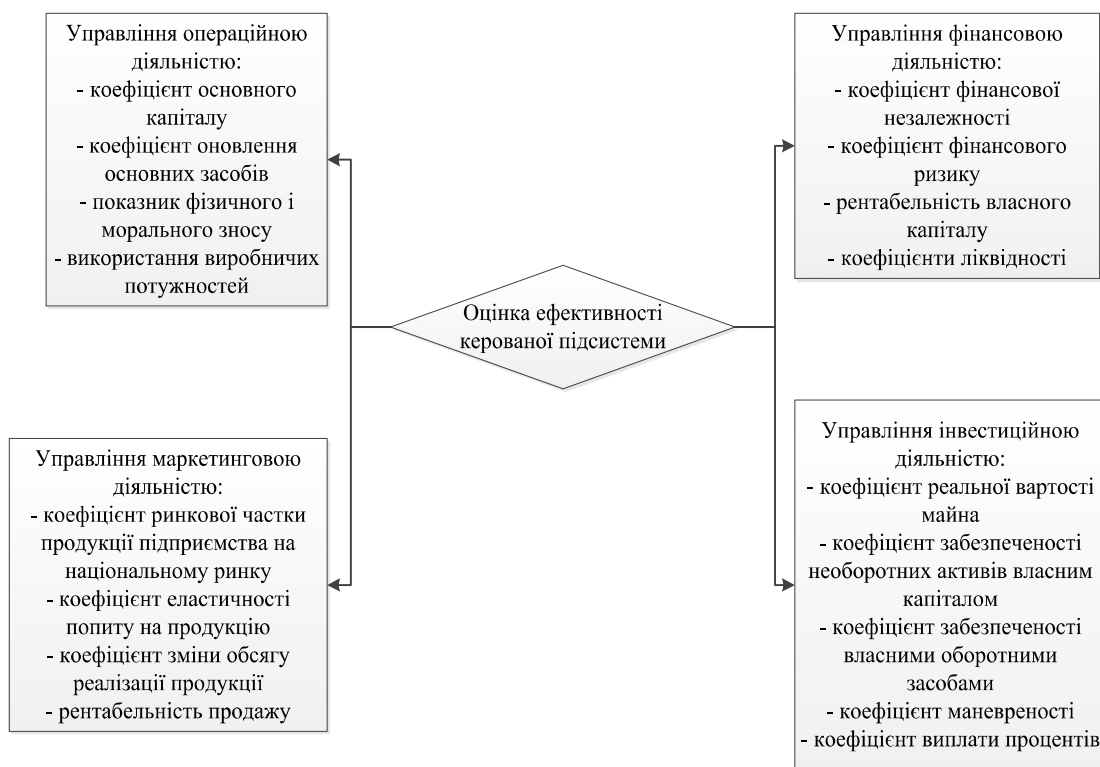 Управління операційною
діяльністю:
- коефіцієнт основного
капіталу
- коефіцієнт оновлення
основних засобів
- показник фізичного і
морального зносу
- використання виробничих
потужностей
Управління фінансовою
діяльністю:
- коефіцієнт фінансової
незалежності
- коефіцієнт фінансового
ризику
- рентабельність власного
капіталу
- коефіцієнти ліквідності
Оцінка ефективності
керованої підсистеми
Управління маркетинговою
діяльністю:
- коефіцієнт ринкової частки
продукції підприємства на
національному ринку
- коефіцієнт еластичності
попиту на продукцію
- коефіцієнт зміни обсягу
реалізації продукції
- рентабельність продажу
Управління інвестиційною
діяльністю:
- коефіцієнт реальної вартості
майна
- коефіцієнт забезпеченості
необоротних активів власним
капіталом
- коефіцієнт забезпеченості
власними оборотними
засобами
- коефіцієнт маневреності
- коефіцієнт виплати процентів